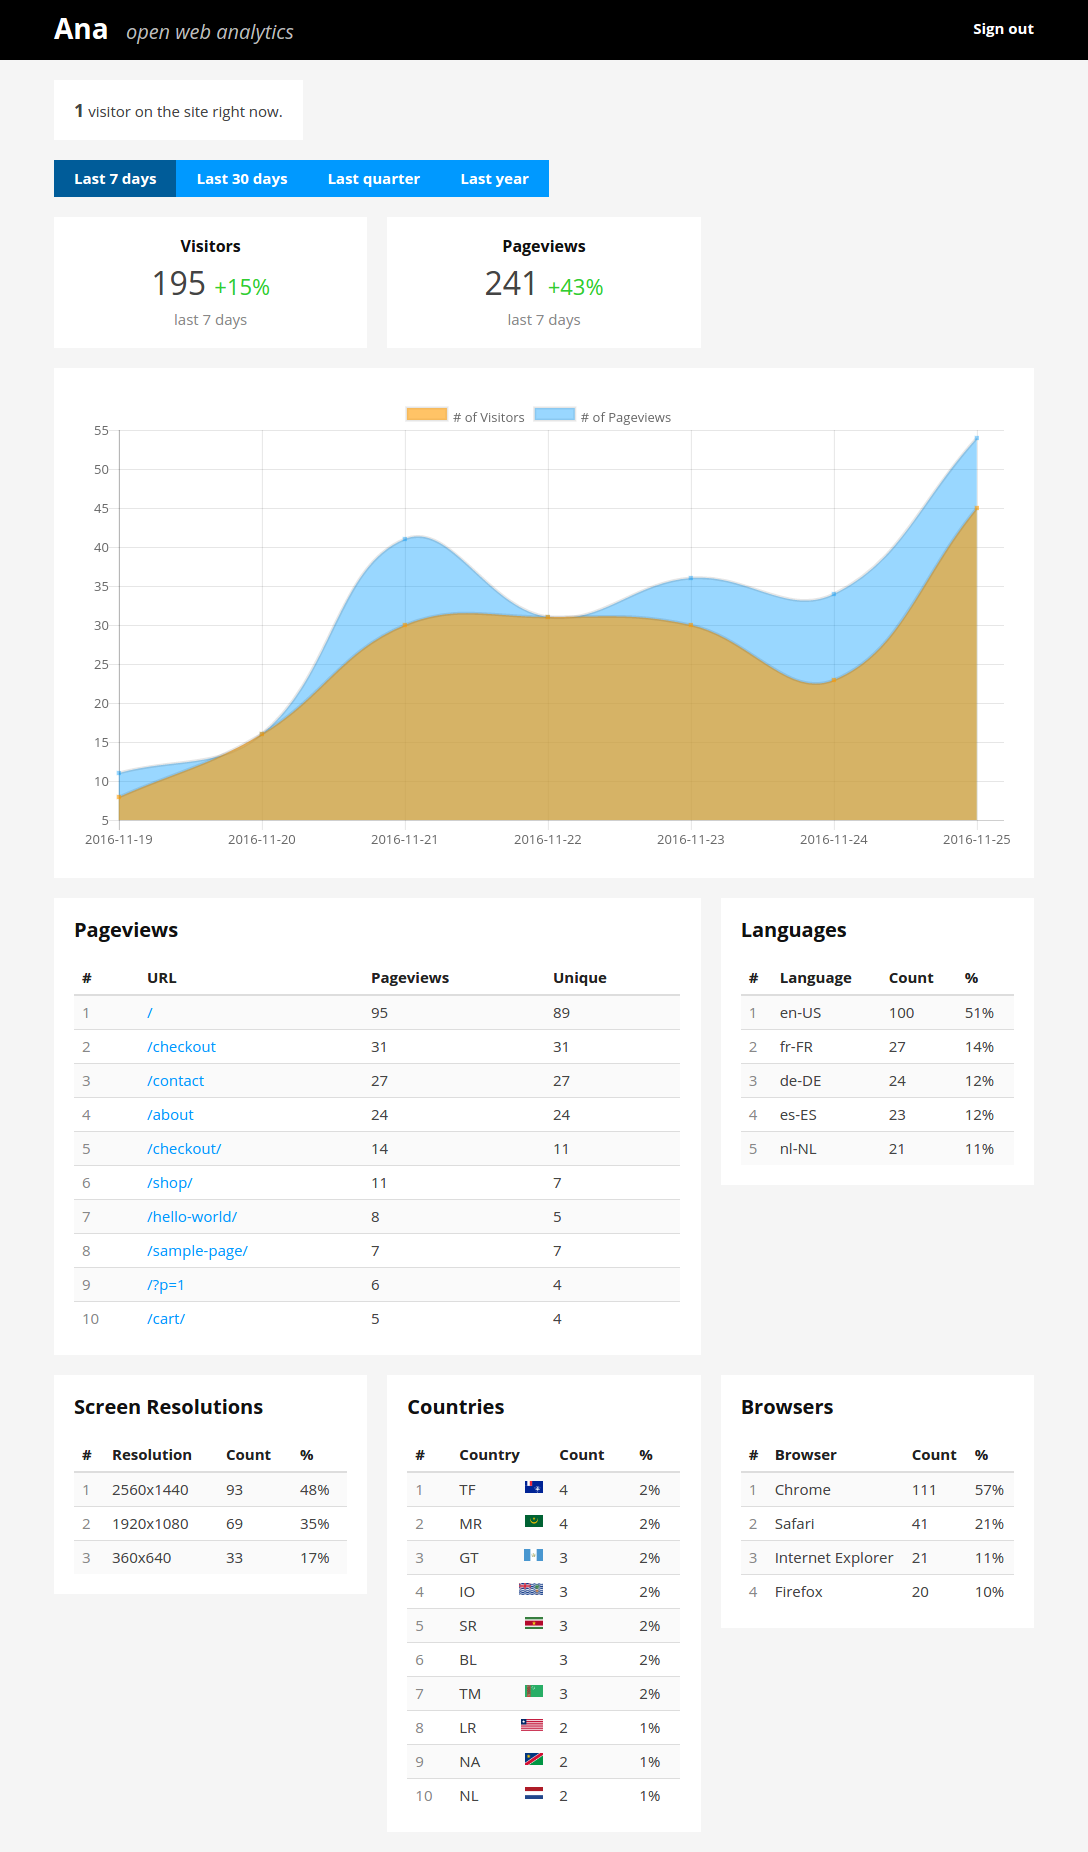 Ana open web analytics Sign out
1 visitor on the site right now.
Last 7 days Last 30 days Last quarter Last year
Visitors
195 +15%
last 7 days
Pageviews
241 +43%
last 7 days
# of Visitors # of Pageviews
55
50
45
40
35
30
25
20
15
10
5
2016-11-19 2016-11-20 2016-11-21 2016-11-22 2016-11-23 2016-11-24 2016-11-25
Pageviews
# URL Pageviews Unique
1 / 95 89
2 /checkout 31 31
3 /contact 27 27
4 /about 24 24
5 /checkout/ 14 11
6 /shop/ 11 7
7 /hello-world/ 8 5
8 /sample-page/ 7 7
9 /?p=1 6 4
10 /cart/ 5 4
Languages
# Language Count %
1 en-US 100 51%
2 fr-FR 27 14%
3 de-DE 24 12%
4 es-ES 23 12%
5 nl-NL 21 11%
Screen Resolutions
# Resolution Count %
1 2560x1440 93 48%
2 1920x1080 69 35%
3 360x640 33 17%
Countries
# Country Count %
1 TF 4 2%
2 MR 4 2%
3 GT 3 2%
4 IO 3 2%
5 SR 3 2%
6 BL 3 2%
7 TM 3 2%
8 LR 2 1%
9 NA 2 1%
10 NL 2 1%
Browsers
# Browser Count %
1 Chrome 111 57%
2 Safari 41 21%
3 Internet Explorer 21 11%
4 Firefox 20 10%